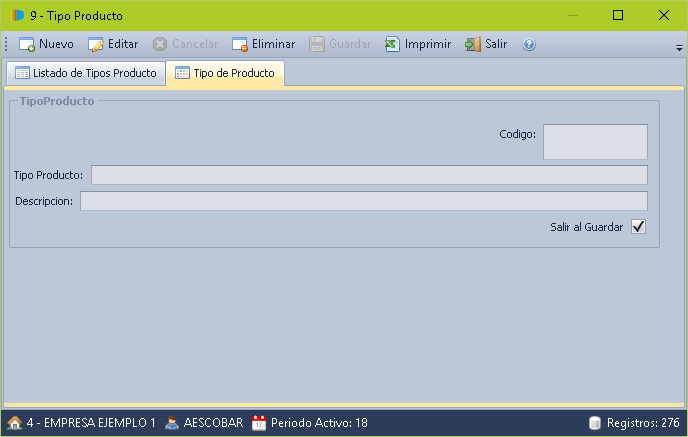 9 - Tipo Producto
Nuevo Editar Cancelar Eliminar Guardar Imprimir Salir
Listado de Tipos Producto Tipo de Producto
TipoProducto
Codigo:
Tipo Producto:
Descripcion:
Salir al Guardar
4 - EMPRESA EJEMPLO 1 AESCOBAR Periodo Activo: 18 Registros: 276